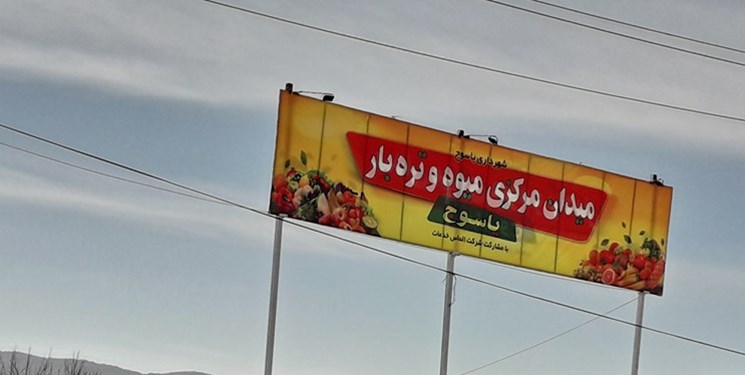 شهرداری یاسوج
میدان مرکزی میوه و تره بار
یاسوج
با مشارکت شرکت الماس خدمات